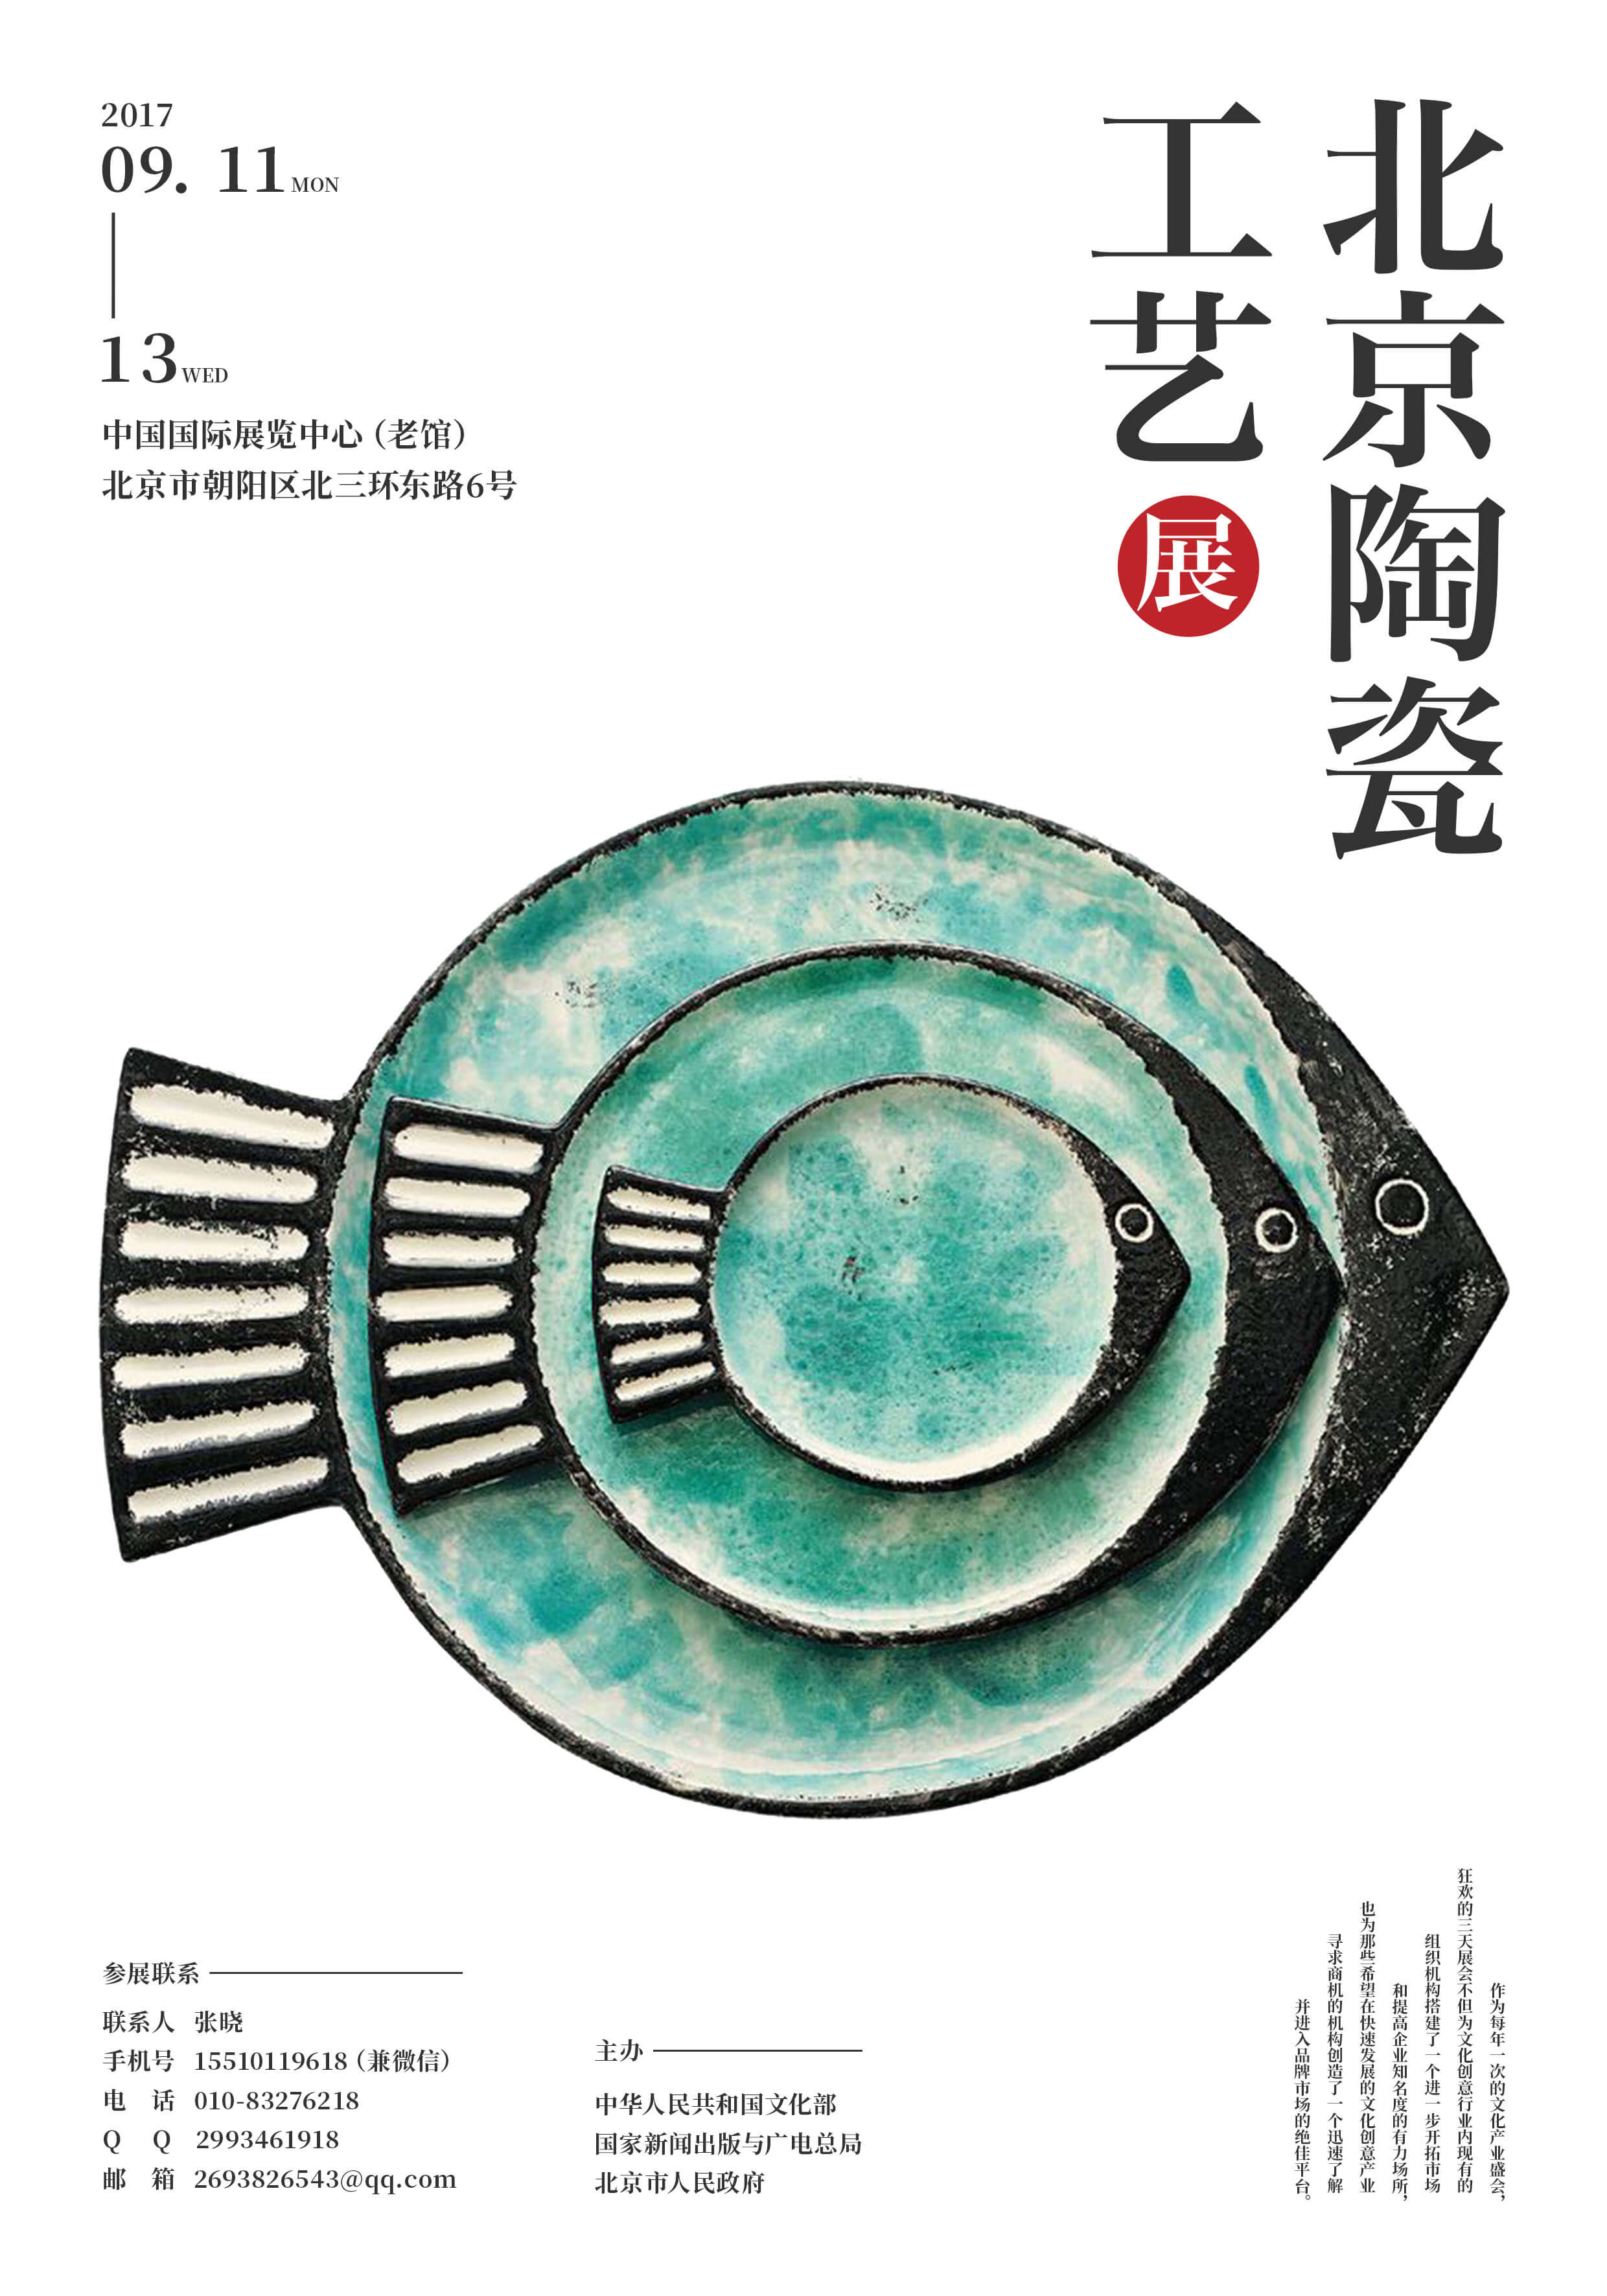 北京陶瓷
工艺
展
2017
09. 11 MON
13 WED
中国国际展览中心（老馆）
北京市朝阳区北三环东路6号
参展联系
联系人 张晓
手机号 15510119618（兼微信）
电 话 010-83276218
Q Q 2993461918
邮 箱 2693826543@qq.com
主办
中华人民共和国文化部
国家新闻出版与广电总局
北京市人民政府
作为每年一次的文化产业盛会，
狂欢的三天展会不但为文化创意行业内现有的
组织机构搭建了一个进一步开拓市场
和提高企业知名度的有力场所，
也为那些希望在快速发展的文化创意产业
寻求商机的机构创造了一个迅速了解
并进入品牌市场的绝佳平台。